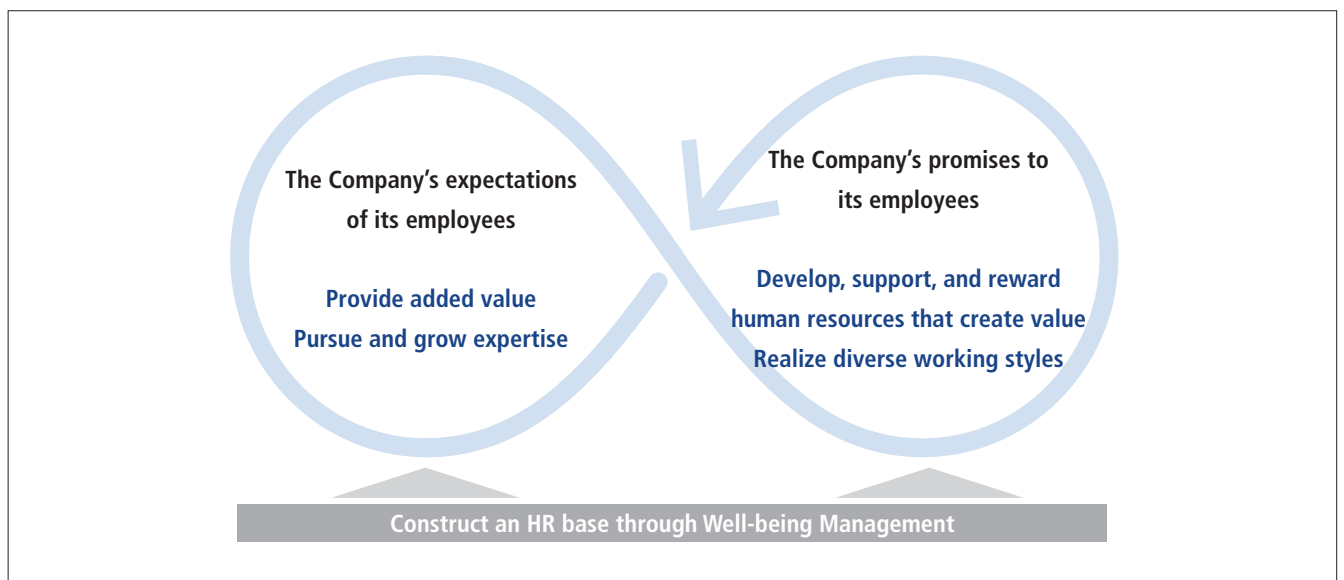 The Company’s expectations
of its employees
Provide added value
Pursue and grow expertise
The Company’s promises to
its employees
Develop, support, and reward
human resources that create value
Realize diverse working styles
Construct an HR base through Well-being Management